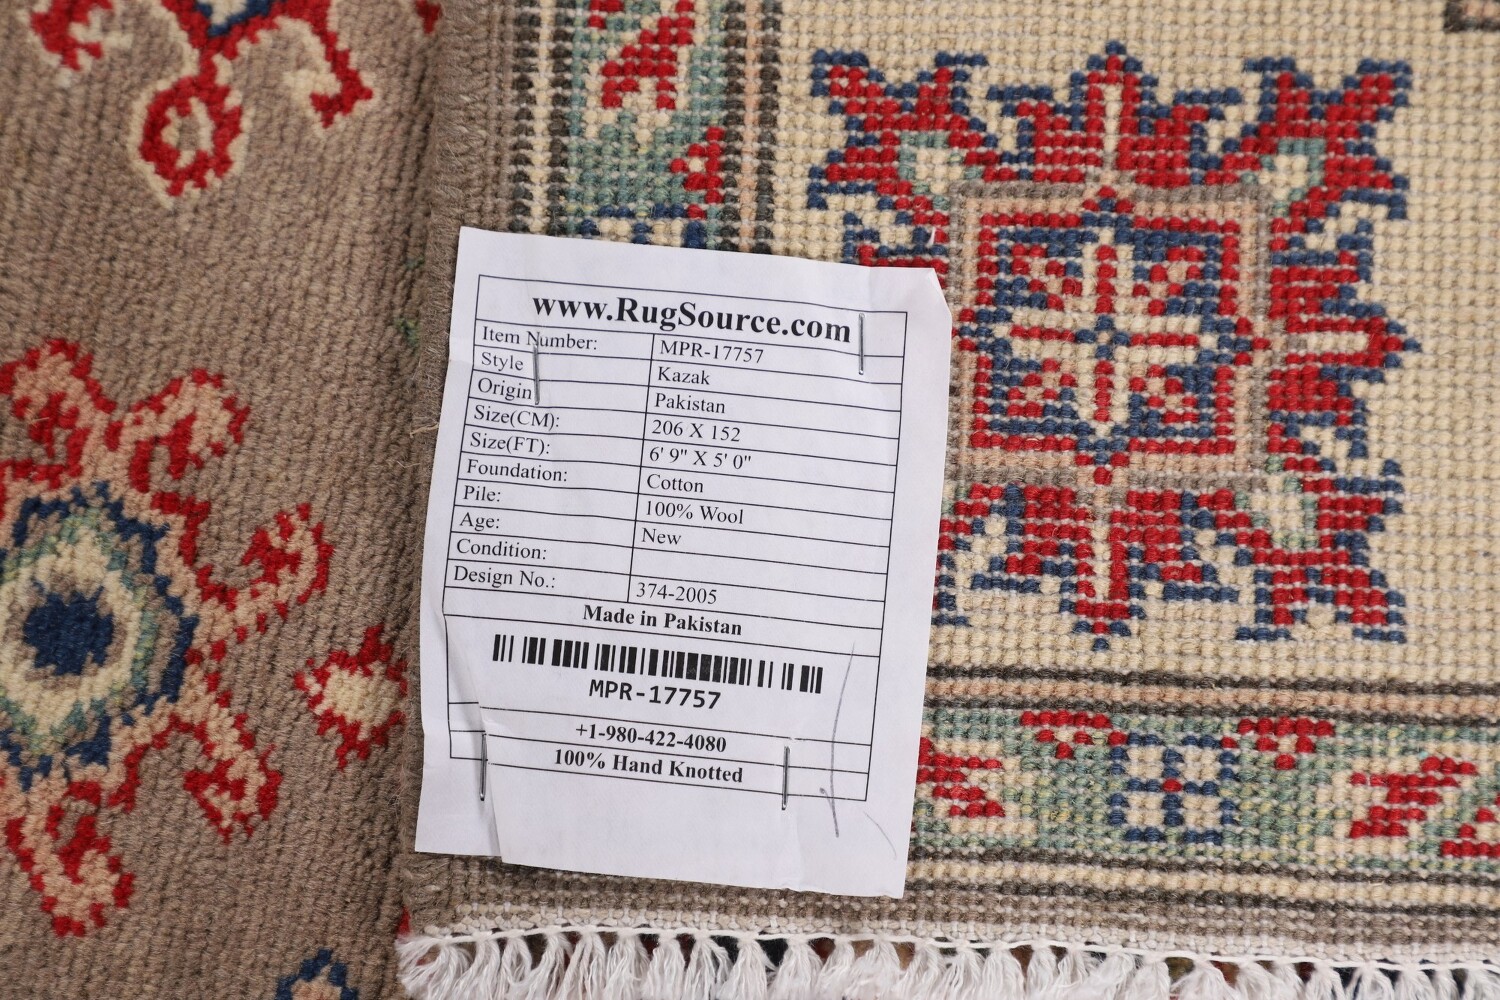 www.RugSource.com
Item Number: MPR-17757
Style Kazak
Origin Pakistan
Size(CM): 206 X 152
Size(FT): 6' 9" X 5' 0"
Foundation: Cotton
Pile: 100% Wool
Age: New
Condition:
Design No.: 374-2005
Made in Pakistan
MPR-17757
+1-980-422-4080
100% Hand Knotted